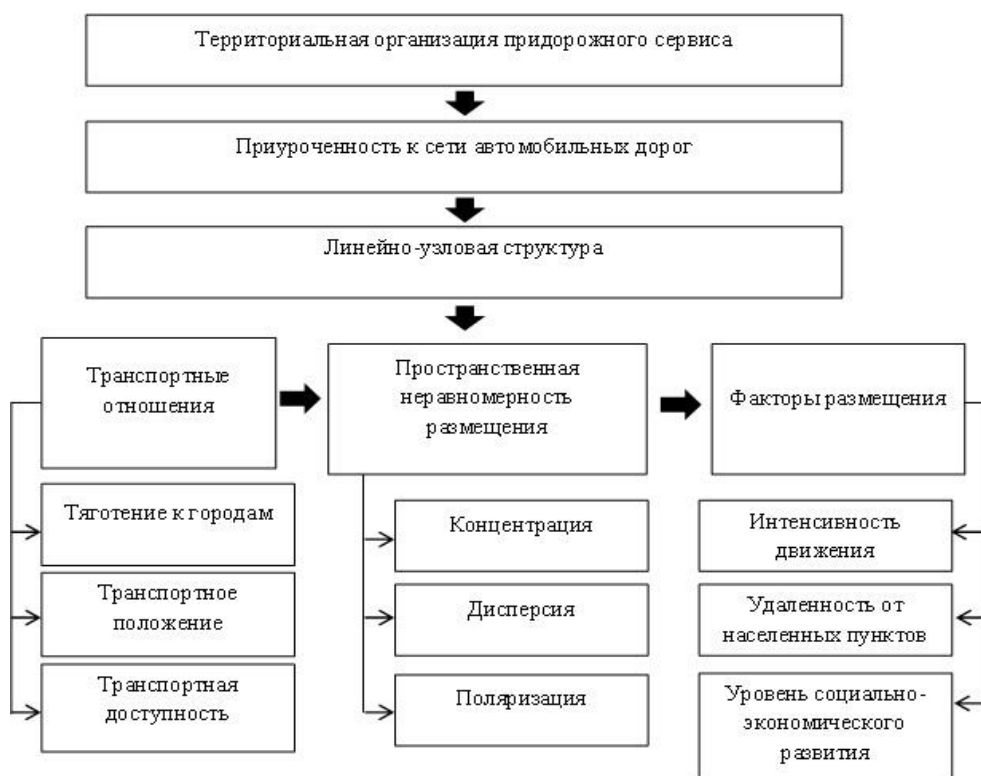 Территориальная организация придорожного сервиса
Приуроченность к сети автомобильных дорог
Линейно-узловая структура
Транспортные
отношения
Пространственная
неравномерность
размещения
Факторы размещения
Тяготение к городам
Транспортное
положение
Транспортная
доступность
Концентрация
Дисперсия
Поляризация
Интенсивность
движения
Удаленность от
населенных пунктов
Уровень социально-
экономического
развития